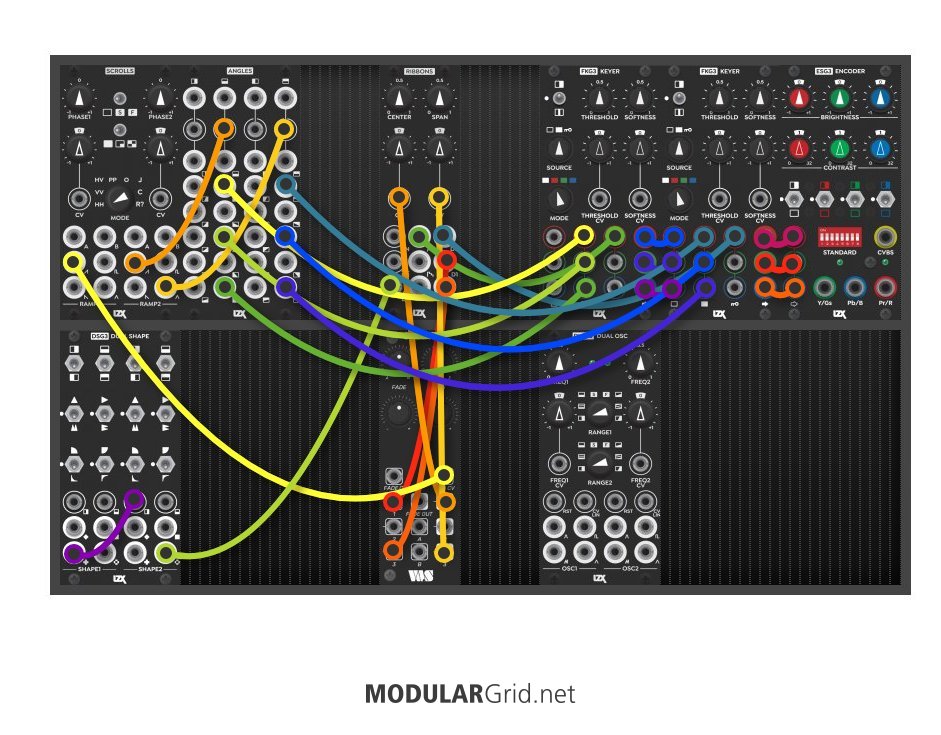 SCROLLS
ANGLES
RIBBONS
FKG3 KEYER
FKG3 KEYER
ESG3 ENCODER
PHASE1
PHASE2
CENTER
SPAN
THRESHOLD
SOFTNESS
THRESHOLD
SOFTNESS
BRIGHTNESS
SOURCE
SOURCE
CONTRAST
HV PP O J
VV C
HH R?
CV
MODE
CV
MODE
THRESHOLD CV
SOFTNESS CV
MODE
THRESHOLD CV
SOFTNESS CV
STANDARD
CVBS
RAMP2
Y/Gs
Pb/B
Pr/R
LZX
LZX
LZX
LZX
DSG3 DUAL SHAPE
DUAL OSC
FREQ2
FADE
RANGE1
RANGE2
FREQ1 CV
FREQ2 CV
FADE OUT
RST
RST
SHAPE1
SHAPE2
OSC1
OSC2
LZX
LZX
MODULARGrid.net